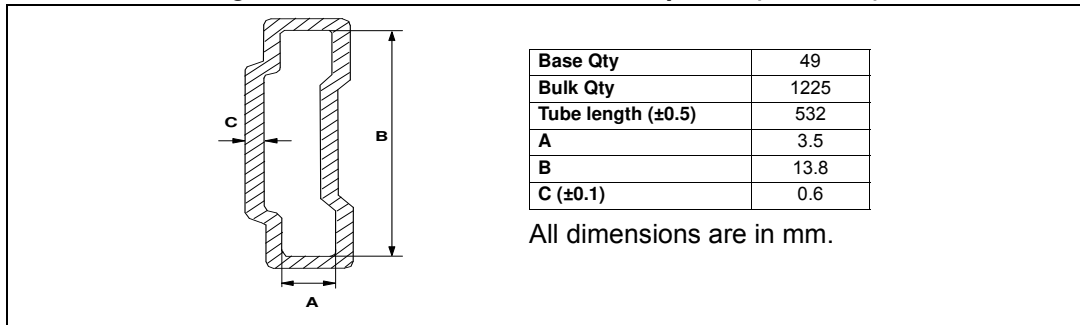 C
B
A
Base Qty 49
Bulk Qty 1225
Tube length (±0.5) 532
A 3.5
B 13.8
C (±0.1) 0.6
All dimensions are in mm.